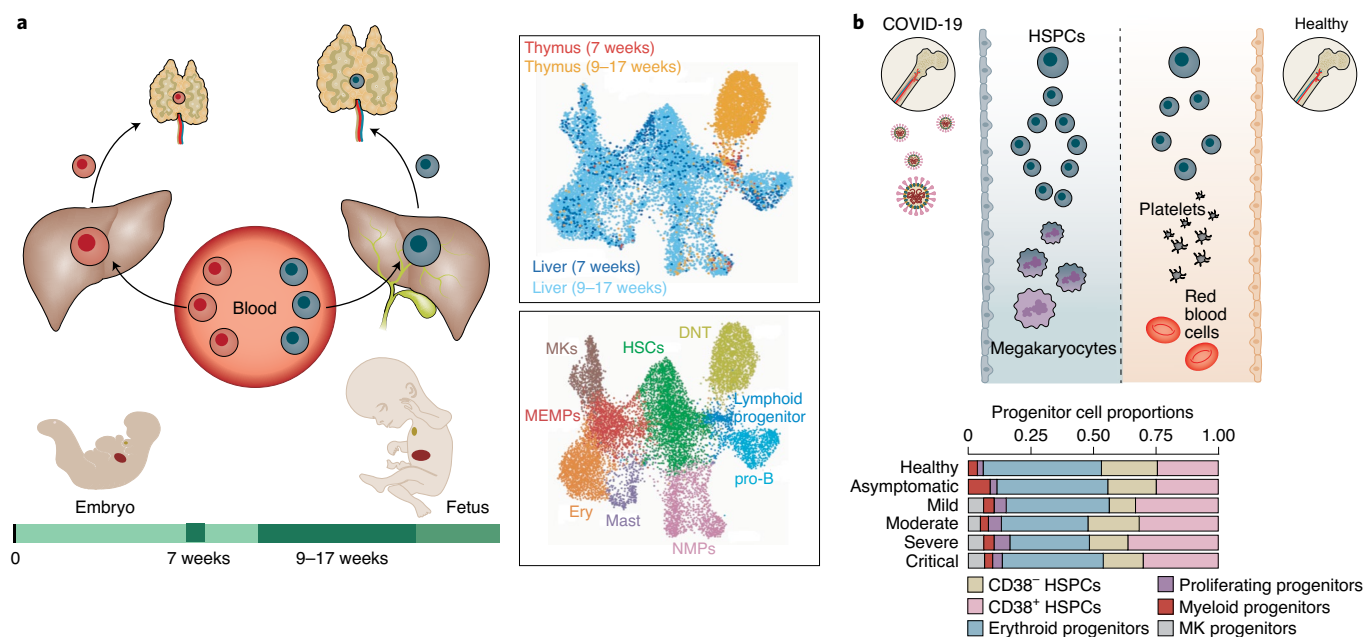 a
Thymus (7 weeks)
Thymus (9–17 weeks)
Liver (7 weeks)
Liver (9–17 weeks)
Blood
MKs
HSCs
DNT
MEMPs
Lymphoid
progenitor
pro-B
Ery
Mast
NMPs
Embryo
Fetus
0
7 weeks
9–17 weeks
b
COVID-19
Healthy
HSPCs
Platelets
Red
blood
cells
Megakaryocytes
Progenitor cell proportions
0 0.25 0.50 0.75 1.00
Healthy
Asymptomatic
Mild
Moderate
Severe
Critical
CD38⁻ HSPCs
CD38⁺ HSPCs
Erythroid progenitors
Proliferating progenitors
Myeloid progenitors
MK progenitors